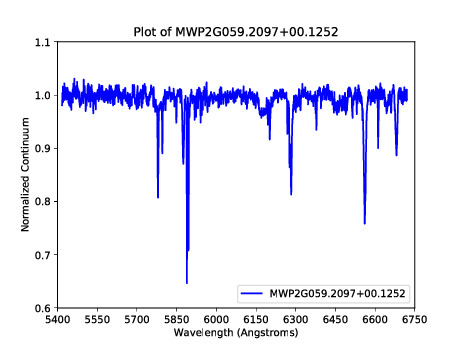 Plot of MWP2G059.2097+00.1252
1.1
1.0
0.9
0.8
0.7
0.6
Normalized Continuum
MWP2G059.2097+00.1252
5400 5550 5700 5850 6000 6150 6300 6450 6600 6750
Wavelength (Angstroms)